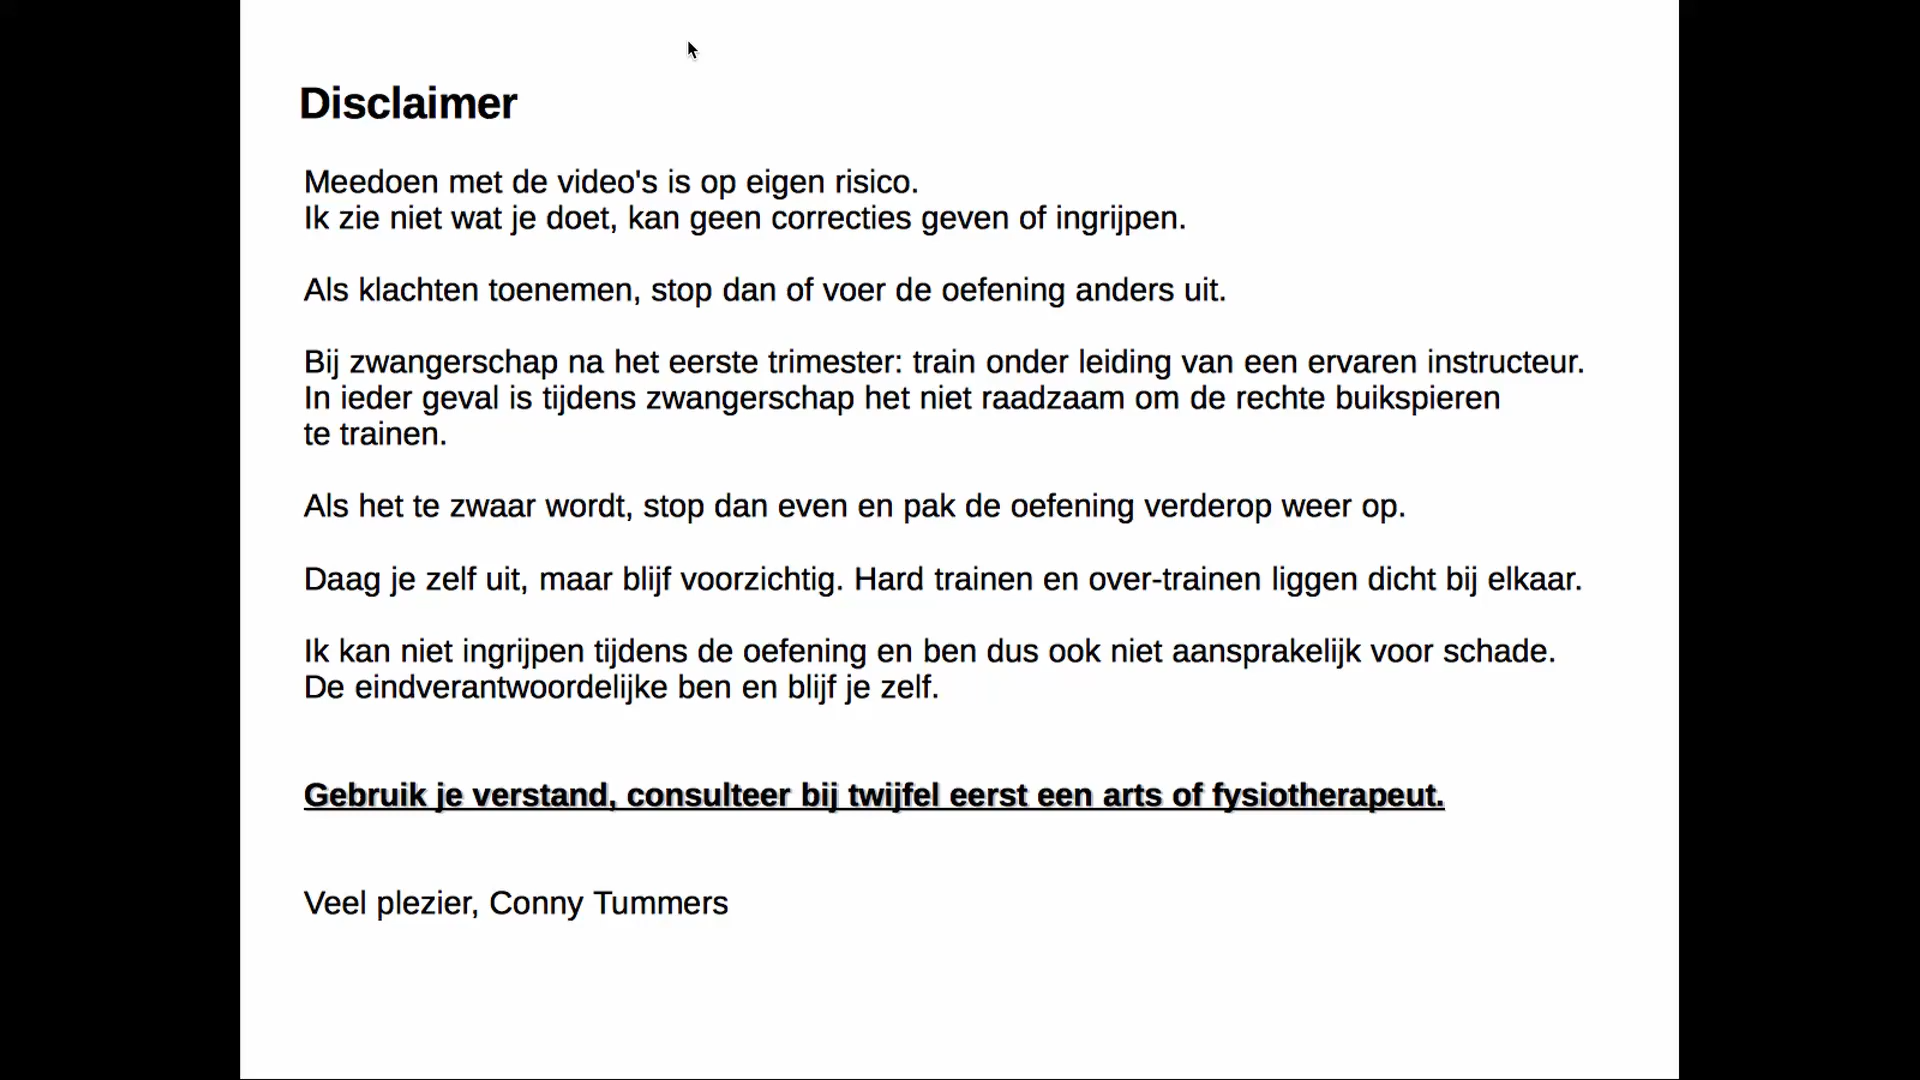 Disclaimer
Meedoen met de video's is op eigen risico.
Ik zie niet wat je doet, kan geen correcties geven of ingrijpen.
Als klachten toenemen, stop dan of voer de oefening anders uit.
Bij zwangerschap na het eerste trimester: train onder leiding van een ervaren instructeur.
In ieder geval is tijdens zwangerschap het niet raadzaam om de rechte buikspieren
te trainen.
Als het te zwaar wordt, stop dan even en pak de oefening verderop weer op.
Daag je zelf uit, maar blijf voorzichtig. Hard trainen en over-trainen liggen dicht bij elkaar.
Ik kan niet ingrijpen tijdens de oefening en ben dus ook niet aansprakelijk voor schade.
De eindverantwoordelijke ben en blijf je zelf.
Gebruik je verstand, consulteer bij twijfel eerst een arts of fysiotherapeut.
Veel plezier, Conny Tummers